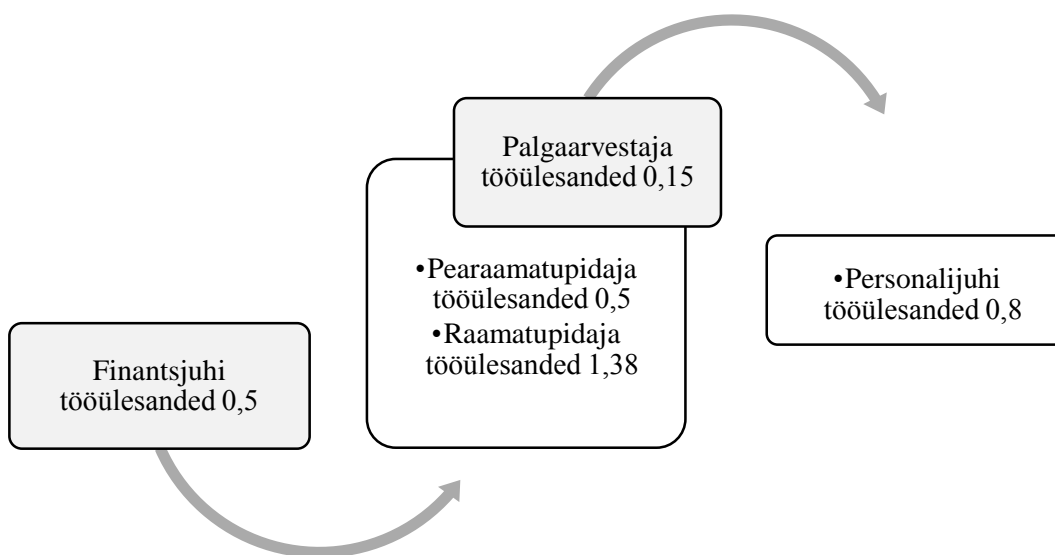 Finantsjuhi
tööülesanded 0,5
Palgaarvestaja
tööülesanded 0,15
•Pearaamatupidaja
tööülesanded 0,5
•Raamatupidaja
tööülesanded 1,38
•Personalijuhi
tööülesanded 0,8